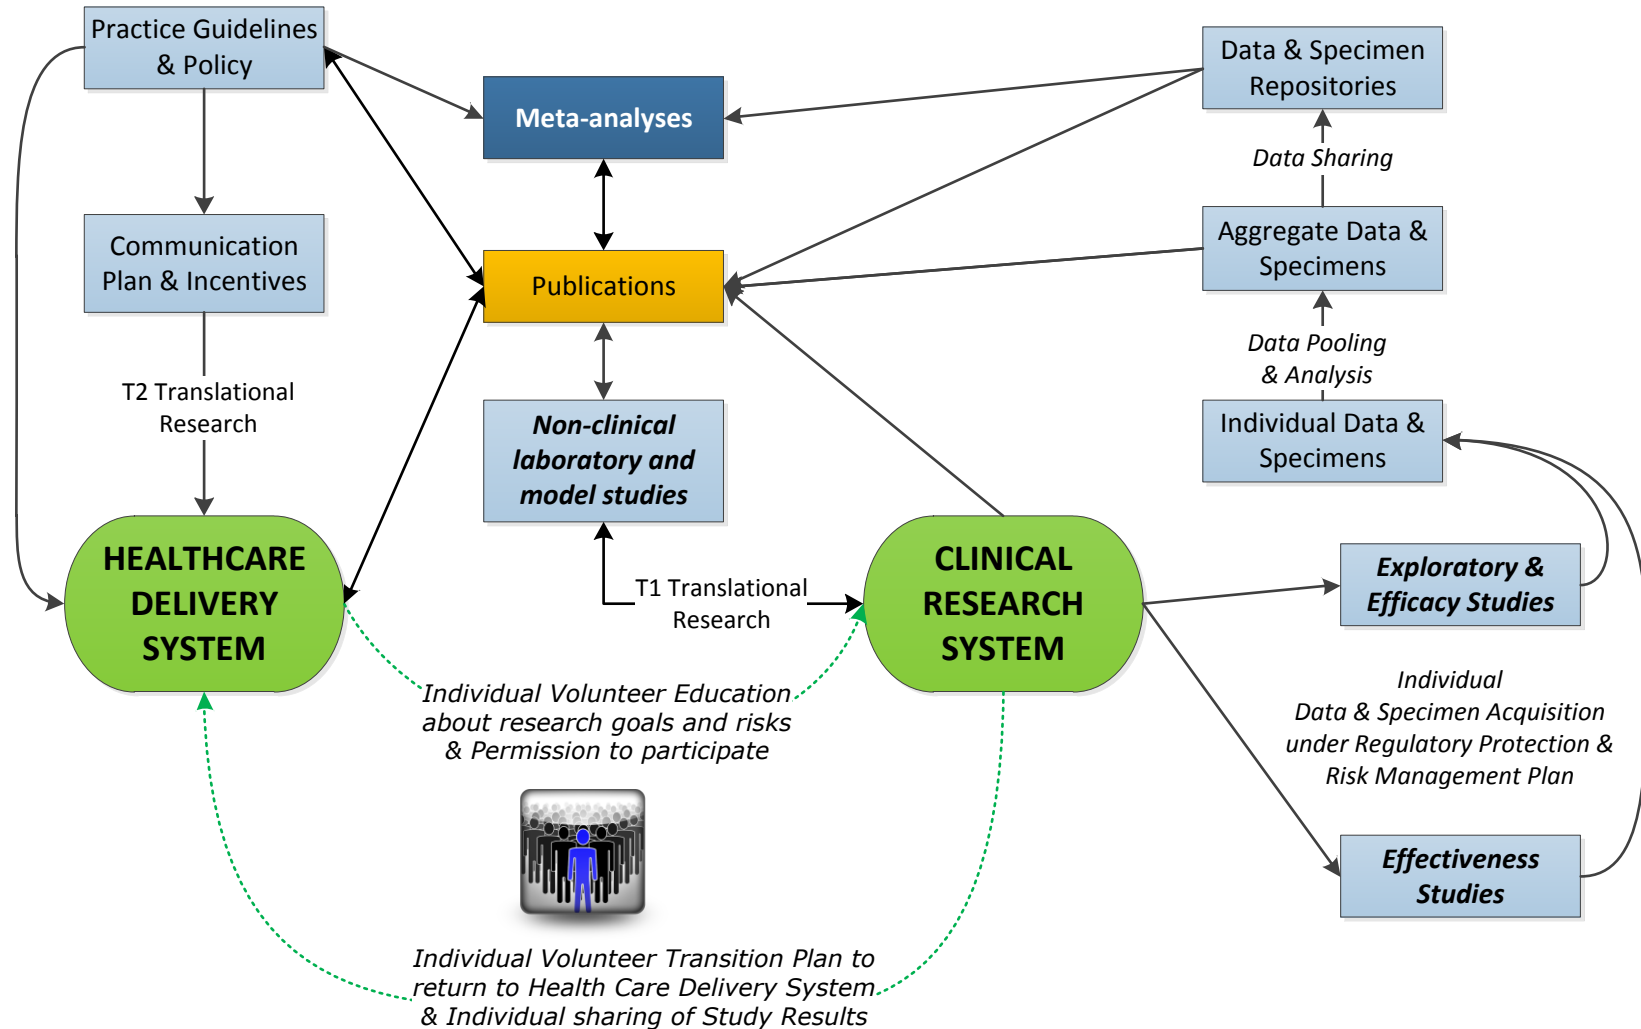 Practice Guidelines
& Policy
Meta-analyses
Data & Specimen
Repositories
Data Sharing
Communication
Plan & Incentives
Publications
Aggregate Data &
Specimens
Data Pooling
& Analysis
T2 Translational
Research
Non-clinical
laboratory and
model studies
Individual Data &
Specimens
HEALTHCARE
DELIVERY
SYSTEM
T1 Translational
Research
CLINICAL
RESEARCH
SYSTEM
Exploratory &
Efficacy Studies
Individual Volunteer Education
about research goals and risks
& Permission to participate
Individual
Data & Specimen Acquisition
under Regulatory Protection &
Risk Management Plan
Effectiveness
Studies
Individual Volunteer Transition Plan to
return to Health Care Delivery System
& Individual sharing of Study Results